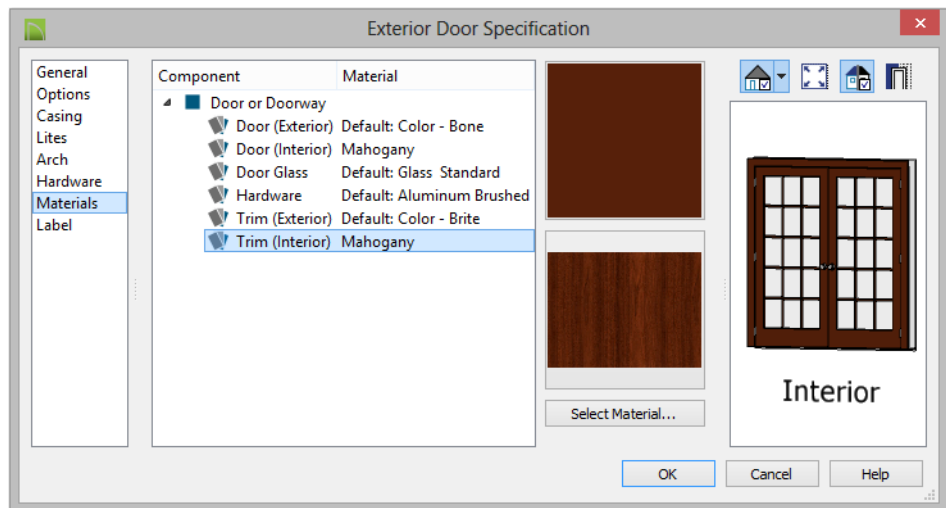 Exterior Door Specification
General
Options
Casing
Lites
Arch
Hardware
Materials
Label
Component Material
Door or Doorway
Door (Exterior) Default: Color - Bone
Door (Interior) Mahogany
Door Glass Default: Glass Standard
Hardware Default: Aluminum Brushed
Trim (Exterior) Default: Color - Brite
Trim (Interior) Mahogany
Select Material...
Interior
OK Cancel Help